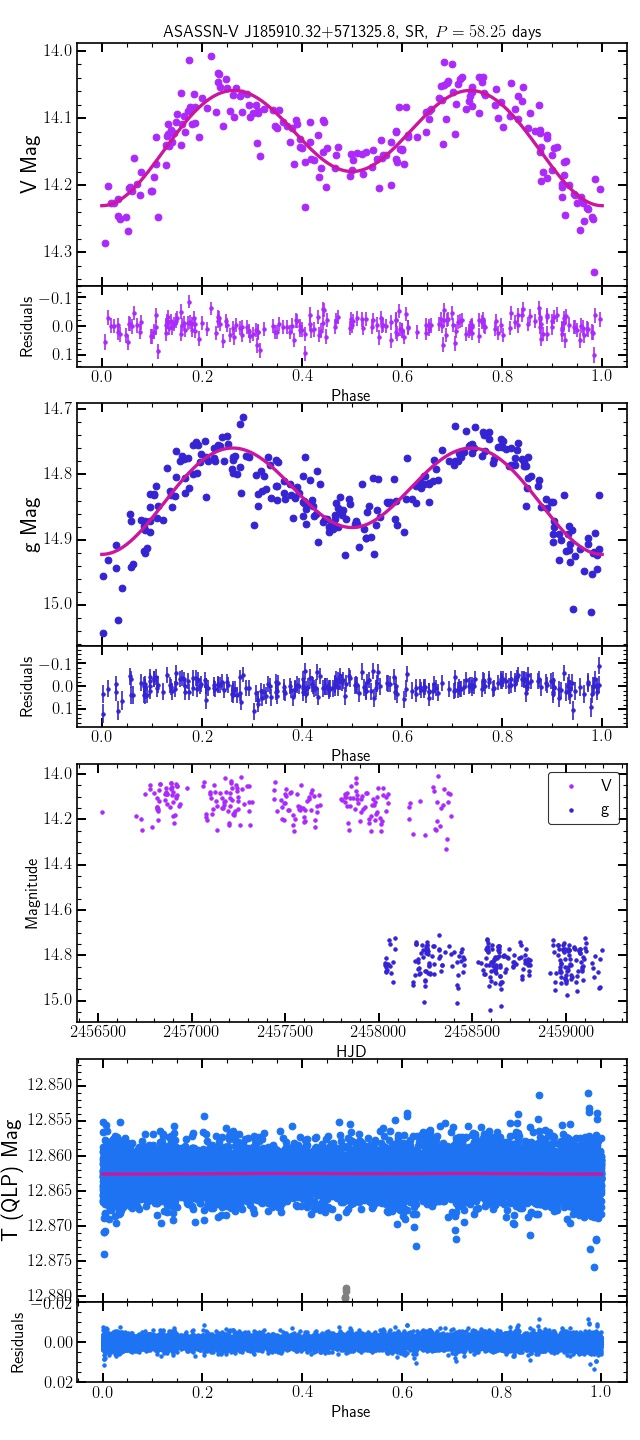 ASASSN-V J185910.32+571325.8, SR, P = 58.25 days
14.0
14.1
14.2
14.3
V Mag
−0.1
0.0
0.1
Residuals
0.0 0.2 0.4 0.6 0.8 1.0
Phase
14.7
14.8
14.9
15.0
g Mag
−0.1
0.0
0.1
Residuals
0.0 0.2 0.4 0.6 0.8 1.0
Phase
14.0
14.2
14.4
14.6
14.8
15.0
Magnitude
V
g
2456500 2457000 2457500 2458000 2458500 2459000
HJD
12.850
12.855
12.860
12.865
12.870
12.875
12.880
T (QLP) Mag
−0.02
0.00
0.02
Residuals
0.0 0.2 0.4 0.6 0.8 1.0
Phase